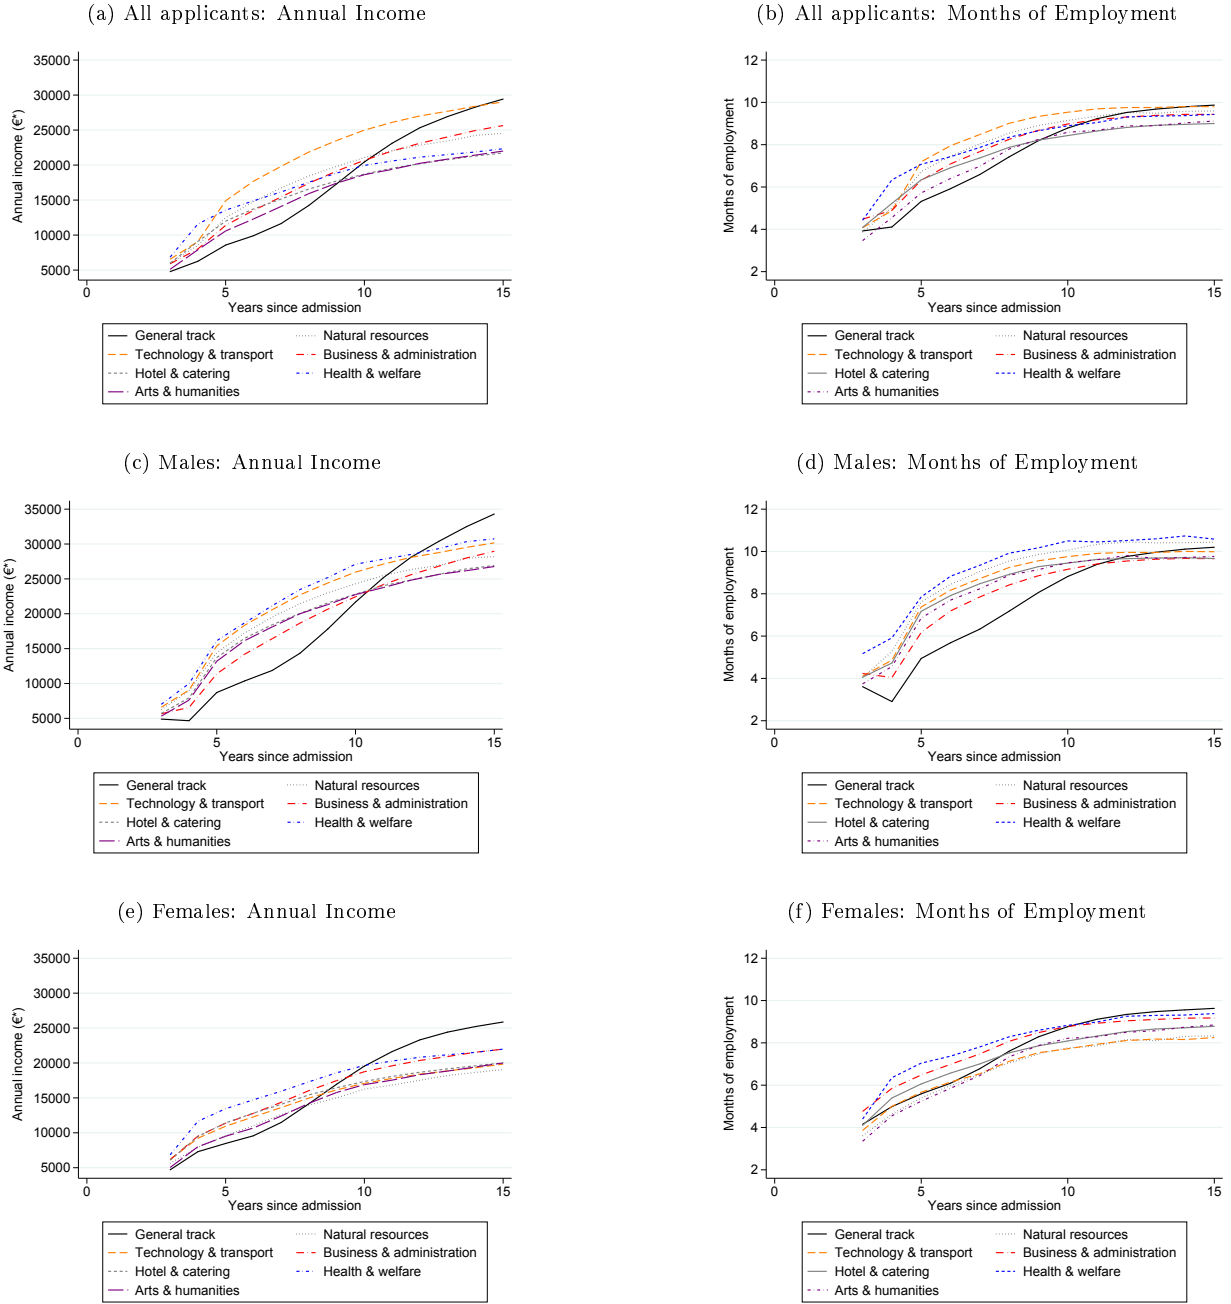 (a) All applicants: Annual Income
35000
30000
25000
20000
15000
10000
5000
Annual income (€*)
0 5 10 15
Years since admission
General track
Natural resources
Technology & transport
Business & administration
Hotel & catering
Health & welfare
Arts & humanities
(b) All applicants: Months of Employment
12
10
8
6
4
2
Months of employment
0 5 10 15
Years since admission
General track
Natural resources
Technology & transport
Business & administration
Hotel & catering
Health & welfare
Arts & humanities
(c) Males: Annual Income
35000
30000
25000
20000
15000
10000
5000
Annual income (€*)
0 5 10 15
Years since admission
General track
Natural resources
Technology & transport
Business & administration
Hotel & catering
Health & welfare
Arts & humanities
(d) Males: Months of Employment
12
10
8
6
4
2
Months of employment
0 5 10 15
Years since admission
General track
Natural resources
Technology & transport
Business & administration
Hotel & catering
Health & welfare
Arts & humanities
(e) Females: Annual Income
35000
30000
25000
20000
15000
10000
5000
Annual income (€*)
0 5 10 15
Years since admission
General track
Natural resources
Technology & transport
Business & administration
Hotel & catering
Health & welfare
Arts & humanities
(f) Females: Months of Employment
12
10
8
6
4
2
Months of employment
0 5 10 15
Years since admission
General track
Natural resources
Technology & transport
Business & administration
Hotel & catering
Health & welfare
Arts & humanities